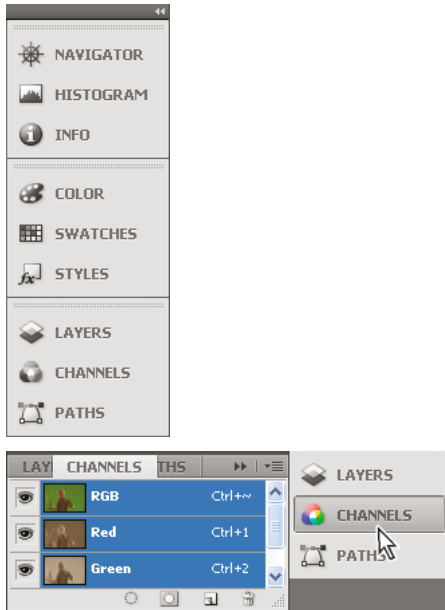 NAVIGATOR
HISTOGRAM
INFO
COLOR
SWATCHES
fx STYLES
LAYERS
CHANNELS
PATHS
LAY CHANNELS THS
RGB Ctrl+~
Red Ctrl+1
Green Ctrl+2
LAYERS
CHANNELS
PATHS